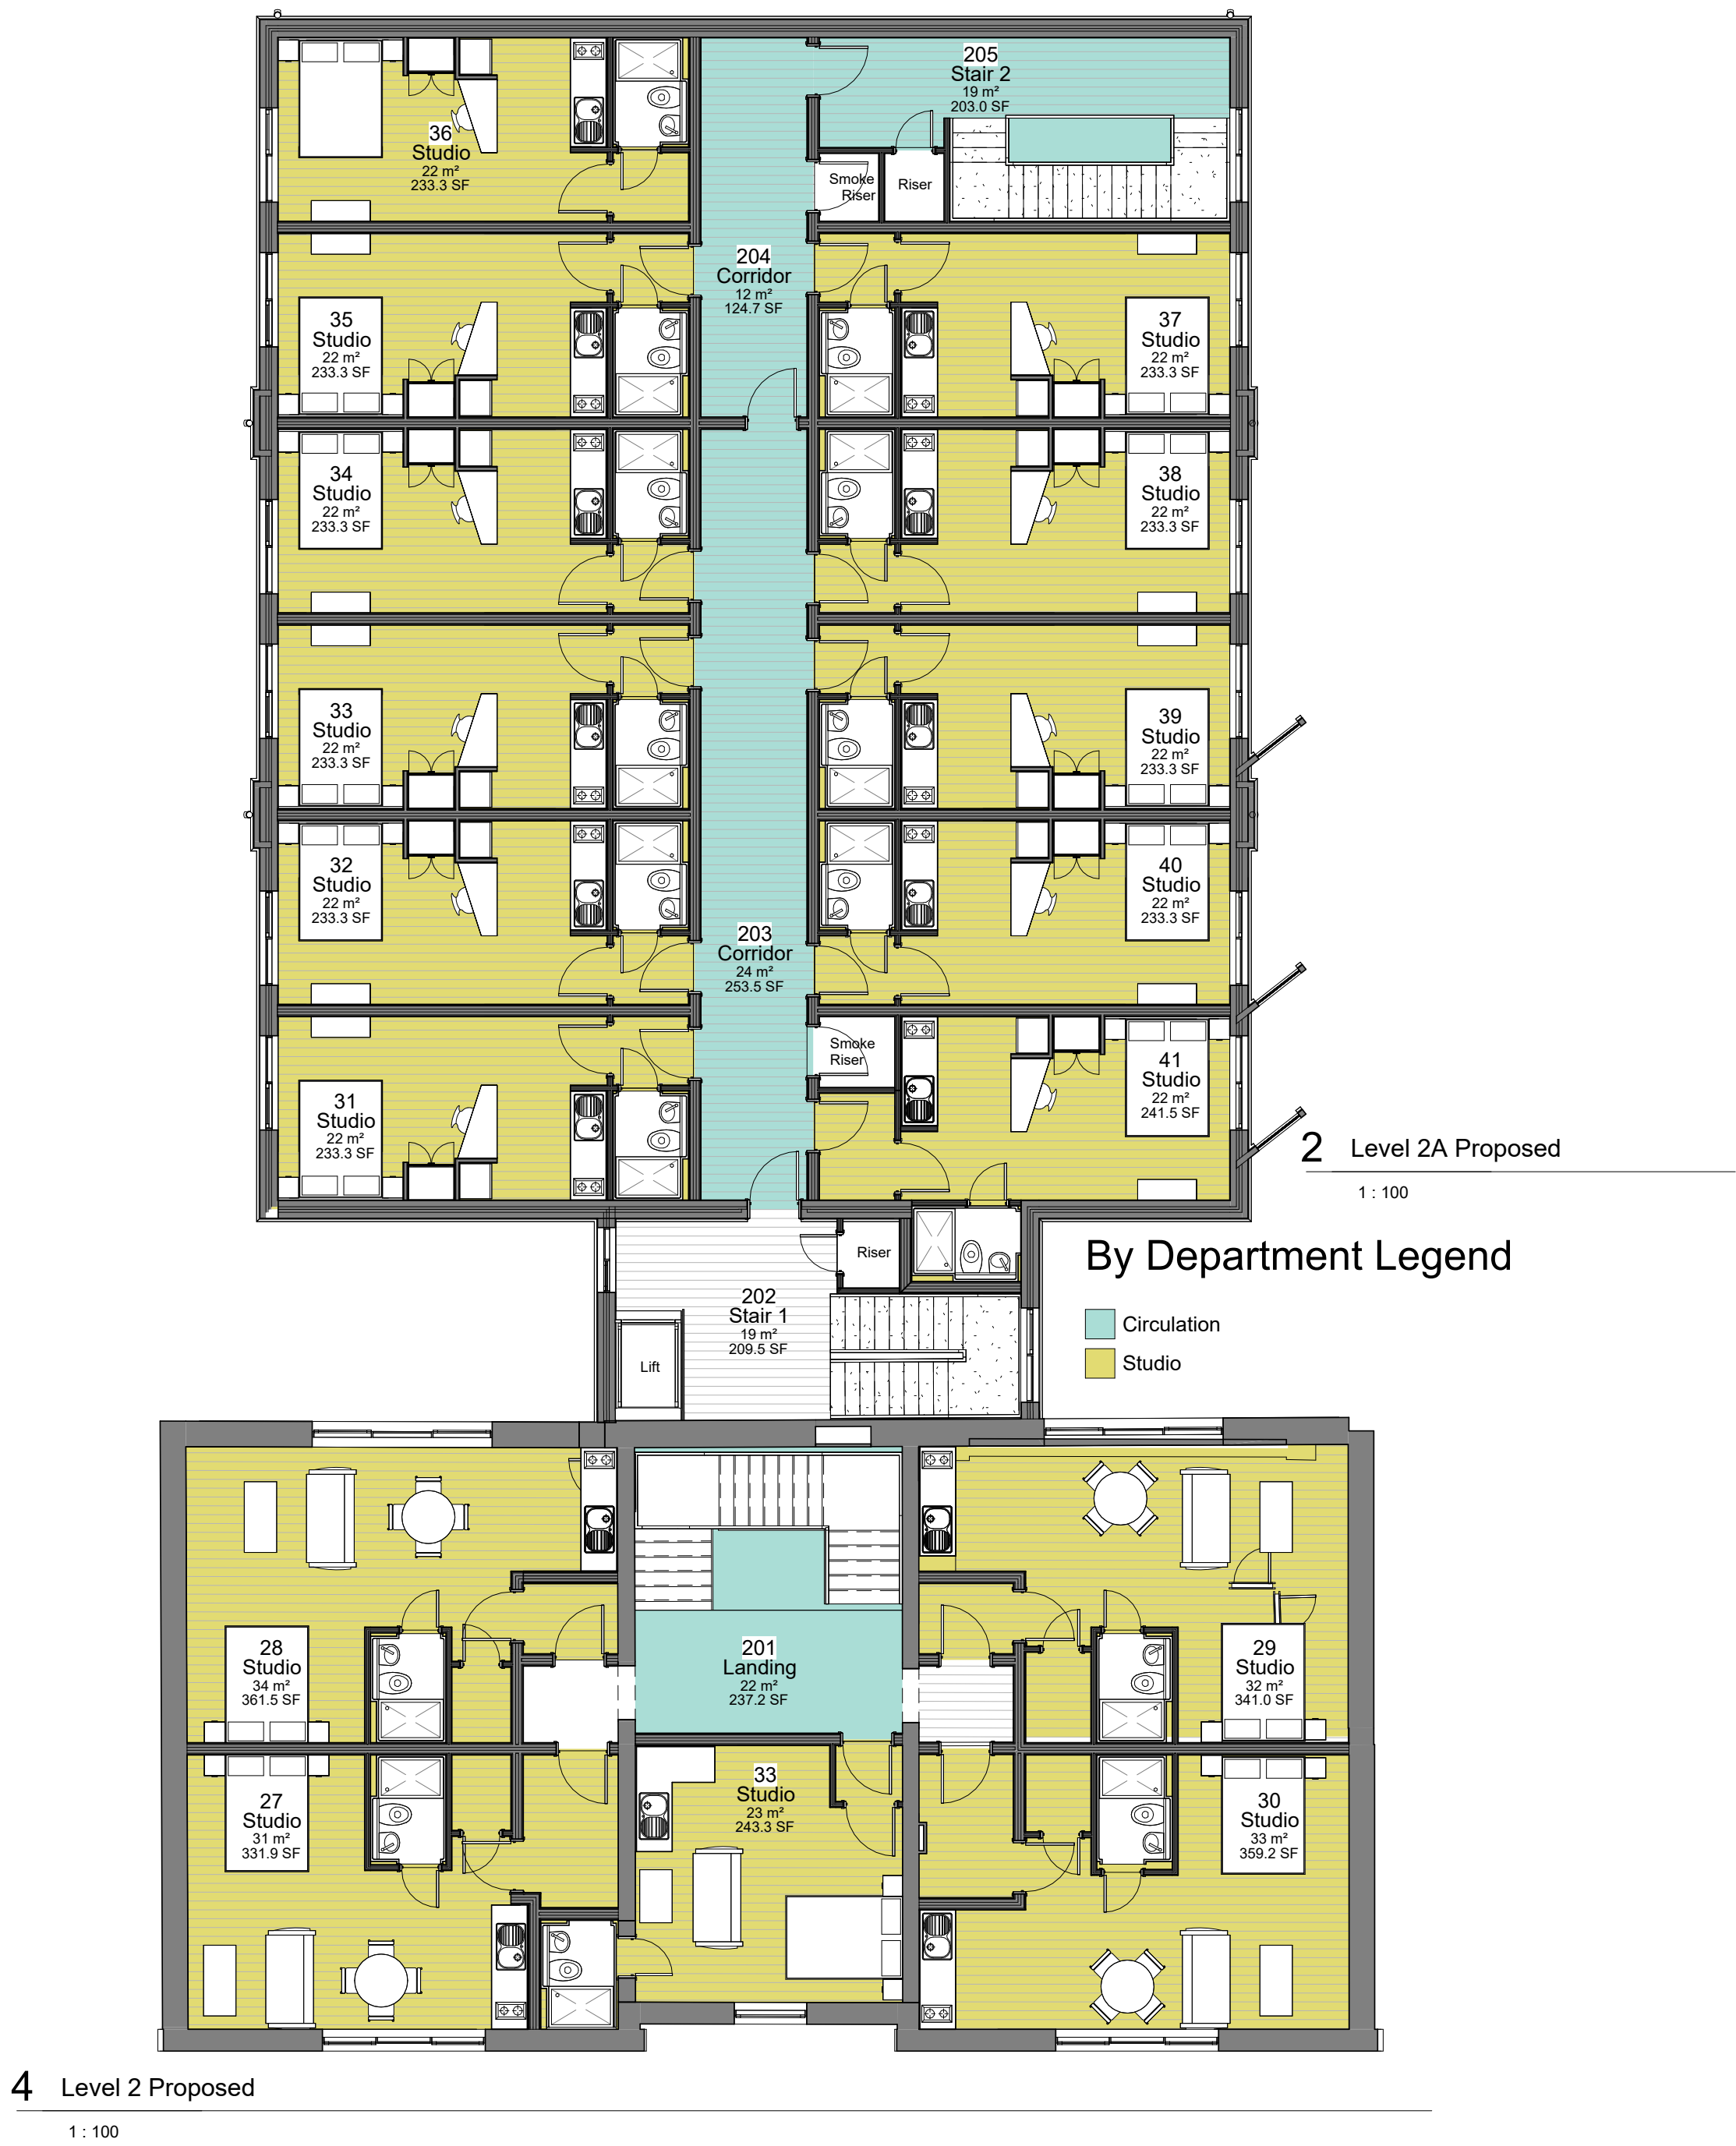 205
Stair 2
19 m²
203.0 SF
36
Studio
22 m²
233.3 SF
Smoke
Riser
Riser
204
Corridor
12 m²
124.7 SF
35
Studio
22 m²
233.3 SF
37
Studio
22 m²
233.3 SF
34
Studio
22 m²
233.3 SF
38
Studio
22 m²
233.3 SF
33
Studio
22 m²
233.3 SF
39
Studio
22 m²
233.3 SF
32
Studio
22 m²
233.3 SF
40
Studio
22 m²
233.3 SF
203
Corridor
24 m²
253.5 SF
Smoke
Riser
41
Studio
22 m²
241.5 SF
31
Studio
22 m²
233.3 SF
2 Level 2A Proposed
1 : 100
Riser
By Department Legend
Circulation
Studio
202
Stair 1
19 m²
209.5 SF
Lift
28
Studio
34 m²
361.5 SF
201
Landing
22 m²
237.2 SF
29
Studio
32 m²
341.0 SF
27
Studio
31 m²
331.9 SF
33
Studio
23 m²
243.3 SF
30
Studio
33 m²
359.2 SF
4 Level 2 Proposed
1 : 100